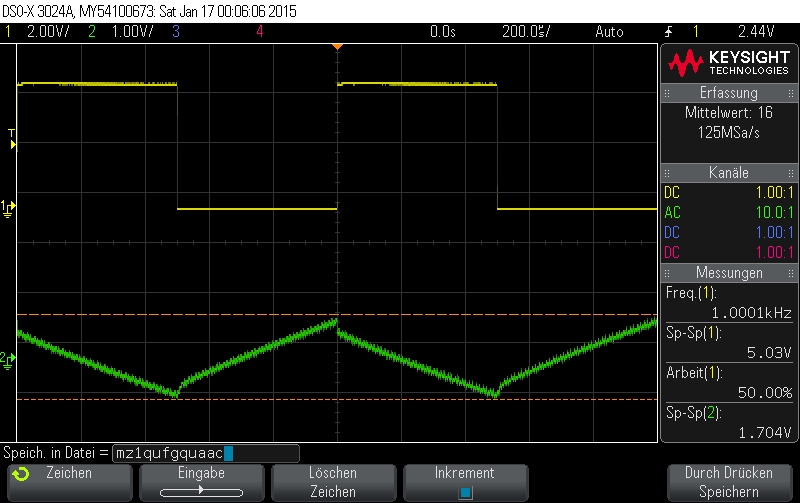 DSO-X 3024A, MY54100673: Sat Jan 17 00:06:06 2015
1 2.00V/ 2 1.00V/ 3 4 0.0s 200.0µs/ Auto 1 2.44V
KEYSIGHT
TECHNOLOGIES
Erfassung
Mittelwert: 16
125MSa/s
Kanäle
DC 1.00:1
AC 10.0:1
DC 1.00:1
DC 1.00:1
Messungen
Freq.(1):
1.0001kHz
Sp-Sp(1):
5.03V
Arbeit(1):
50.00%
Sp-Sp(2):
1.704V
T
1
2
Speich. in Datei = mz1qufgquaac
Zeichen
Eingabe
Löschen
Zeichen
Inkrement
Durch Drücken
Speichern